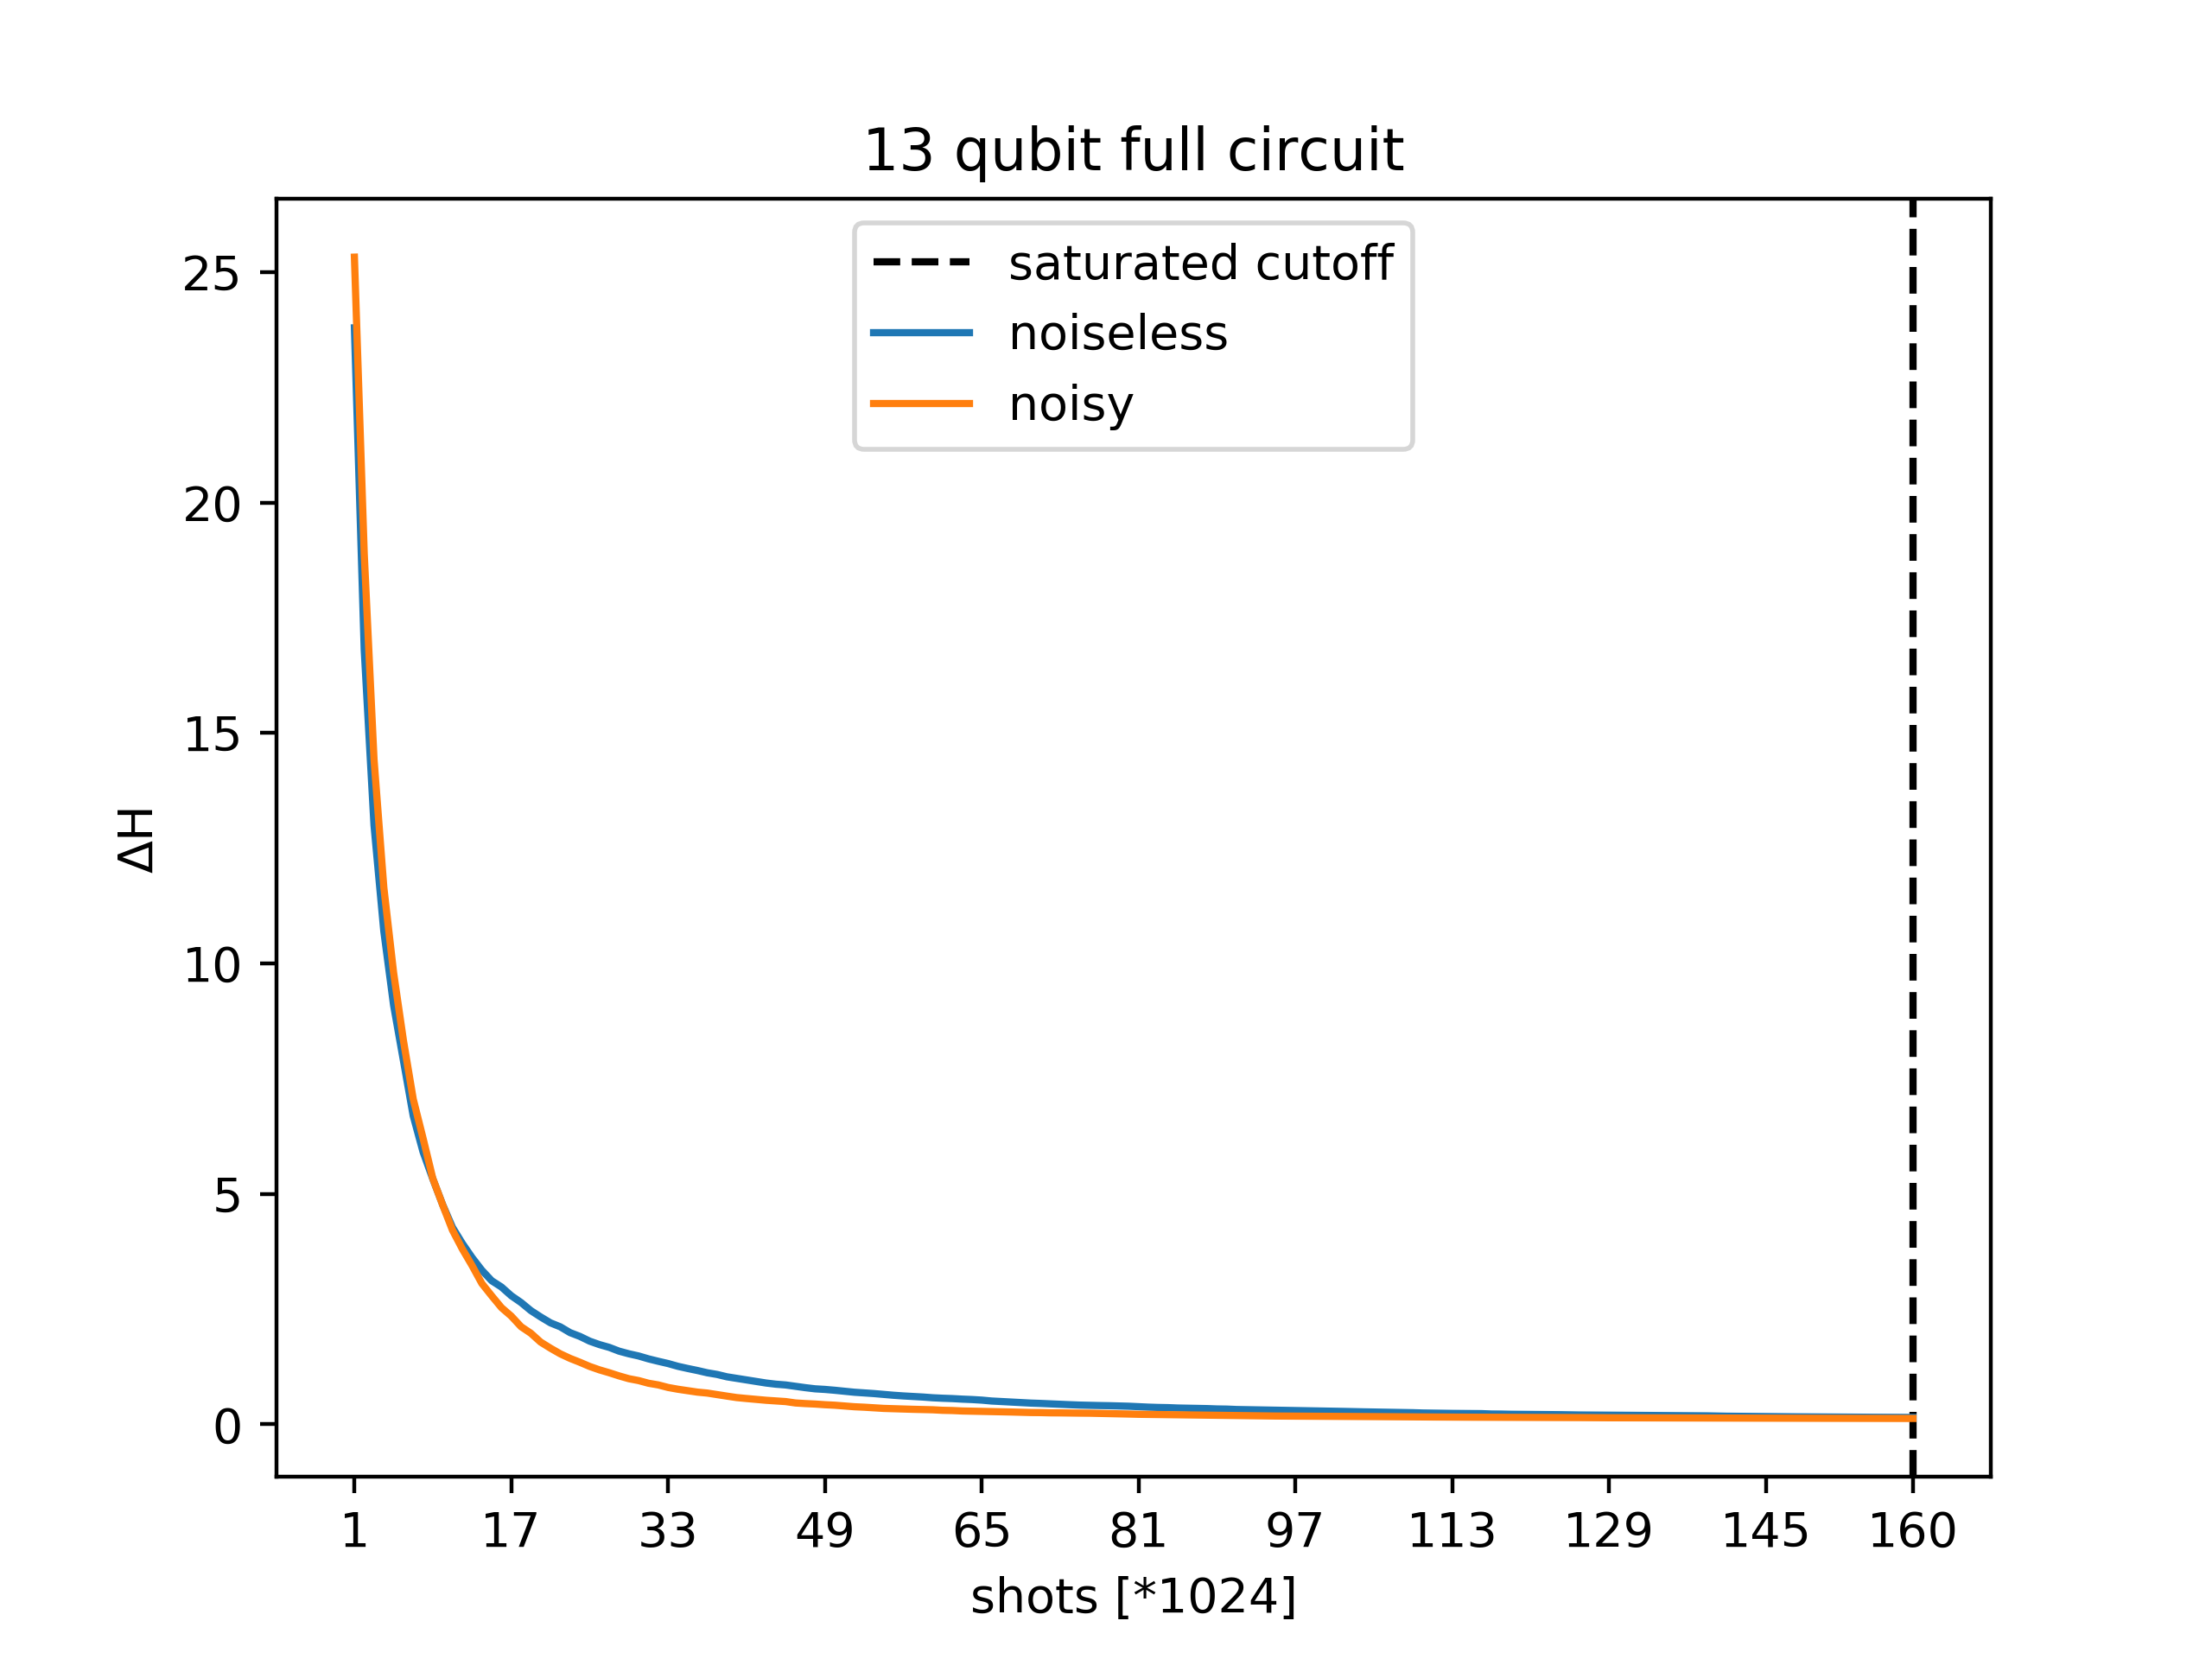 13 qubit full circuit
saturated cutoff
noiseless
noisy
25
20
15
10
5
0
ΔH
1 17 33 49 65 81 97 113 129 145 160
shots [*1024]